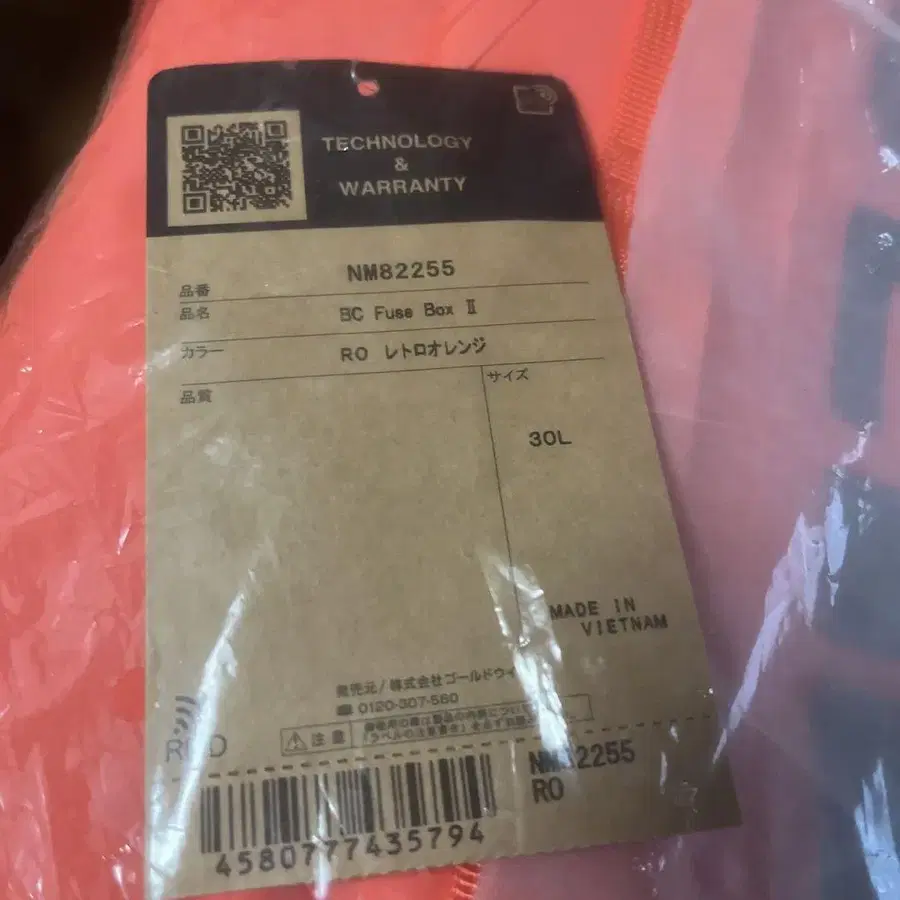 TECHNOLOGY
&
WARRANTY
品番 NM82255
品名 BC Fuse Box Ⅱ
カラー RO レトロオレンジ
品質
サイズ
30L
MADE IN
VIETNAM
発売元/株式会社ゴールドウイ
☎ 0120-307-560
注意
NM82255
RO
4580777435794